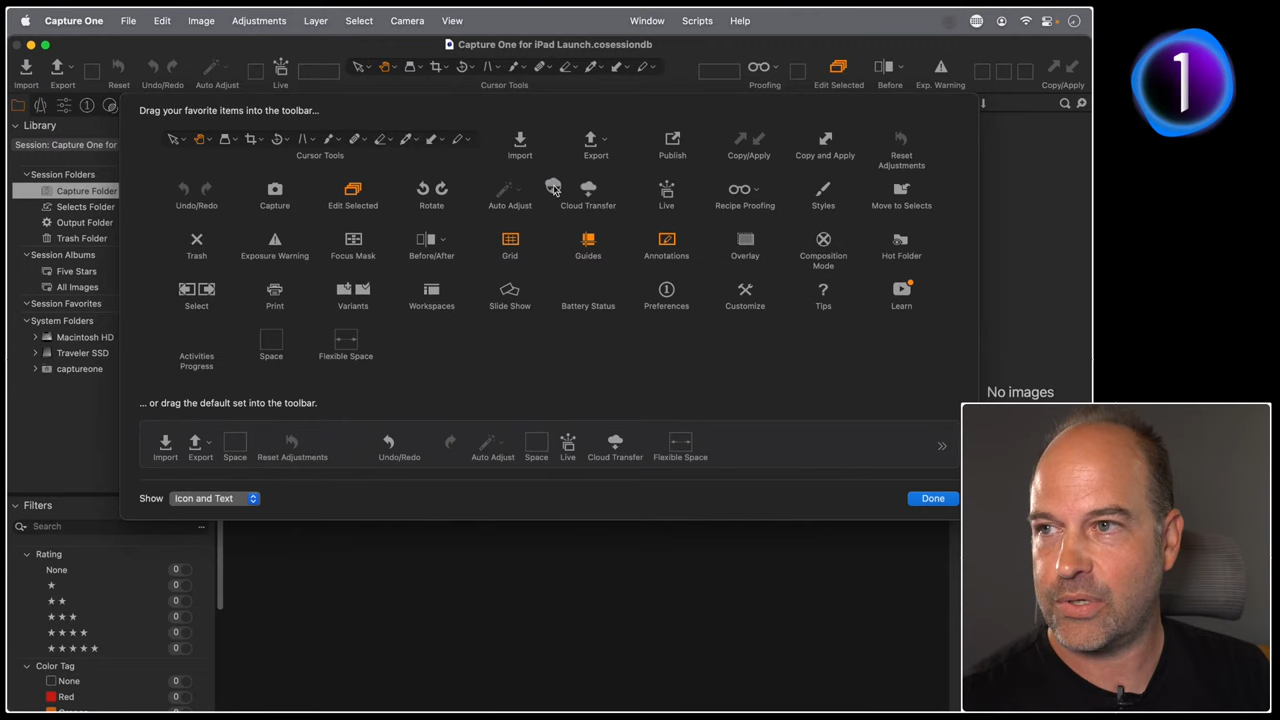 Capture One File Edit Image Adjustments Layer Select Camera View Window Scripts Help
Capture One for iPad Launch.cosessiondb
Import Export Reset Undo/Redo Auto Adjust Live Cursor Tools Proofing Edit Selected Before Exp. Warning Copy/Apply
Library
Session: Capture One for
Session Folders
Capture Folder
Selects Folder
Output Folder
Trash Folder
Session Albums
Five Stars
All Images
Session Favorites
System Folders
Macintosh HD
Traveler SSD
captureone
Drag your favorite items into the toolbar...
Cursor Tools Import Export Publish Copy/Apply Copy and Apply Reset
Adjustments
Undo/Redo Capture Edit Selected Rotate Auto Adjust Cloud Transfer Live Recipe Proofing Styles Move to Selects
Trash Exposure Warning Focus Mask Before/After Grid Guides Annotations Overlay Composition
Mode Hot Folder
Select Print Variants Workspaces Slide Show Battery Status Preferences Customize Tips Learn
Activities
Progress Space Flexible Space
... or drag the default set into the toolbar.
Import Export Space Reset Adjustments Undo/Redo Auto Adjust Space Live Cloud Transfer Flexible Space
Show Icon and Text Done
No images
Filters
Search
Rating
None 0
0
0
0
0
0
Color Tag
None 0
Red 0
1